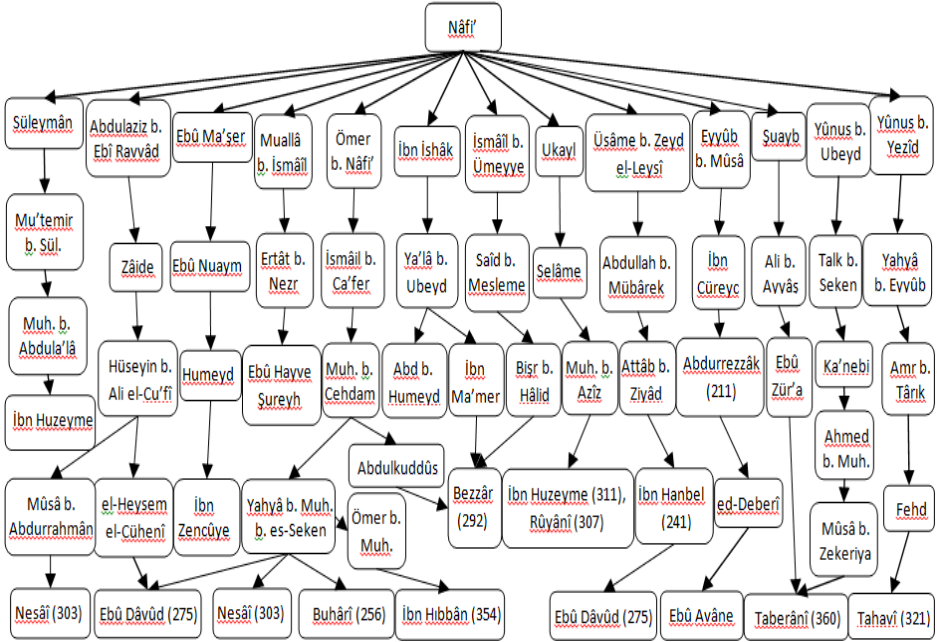 Nâfi’
Süleymân
Abdulaziz b.
Ebî Ravvâd
Ebû Ma’şer
Muallâ
b. İsmâîl
Ömer
b. Nâfi’
İbn İshâk
İsmâîl b.
Ümeyye
Ukayl
Üsâme b. Zeyd
el-Leysî
Eyyûb
b. Mûsâ
Şuayb
Yûnus b.
Ubeyd
Yûnus b.
Yezîd
Mu’temir
b. Sül.
Zâide
Ebû Nuaym
Ertât b.
Nezr
İsmâil b.
Ca’fer
Ya’lâ b.
Ubeyd
Saîd b.
Mesleme
Selâme
Abdullah b.
Mübârek
İbn
Cüreyc
Ali b.
Ayyâş
Talk b.
Seken
Yahyâ
b. Eyyûb
Muh. b.
Abdula’lâ
Hüseyin b.
Ali el-Cu’fî
Humeyd
Ebû Hayve
Şureyh
Muh. b.
Cehdam
Abd b.
Humeyd
İbn
Ma’mer
Bişr b.
Hâlid
Muh. b.
Azîz
Attâb b.
Ziyâd
Abdurrezzâk
(211)
Ebû
Zür’a
Ka’nebi
Amr b.
Târık
İbn Huzeyme
Abdulkuddûs
Ahmed
b. Muh.
Mûsâ b.
Abdurrahmân
el-Heysem
el-Cühenî
İbn
Zencûye
Yahyâ b. Muh.
b. es-Seken
Ömer b.
Muh.
Bezzâr
(292)
İbn Huzeyme (311),
Rûyânî (307)
İbn Hanbel
(241)
ed-Deberî
Mûsâ b.
Zekeriya
Fehd
Nesâî (303)
Ebû Dâvûd (275)
Nesâî (303)
Buhârî (256)
İbn Hıbbân (354)
Ebû Dâvûd (275)
Ebû Avâne
Taberânî (360)
Tahavî (321)